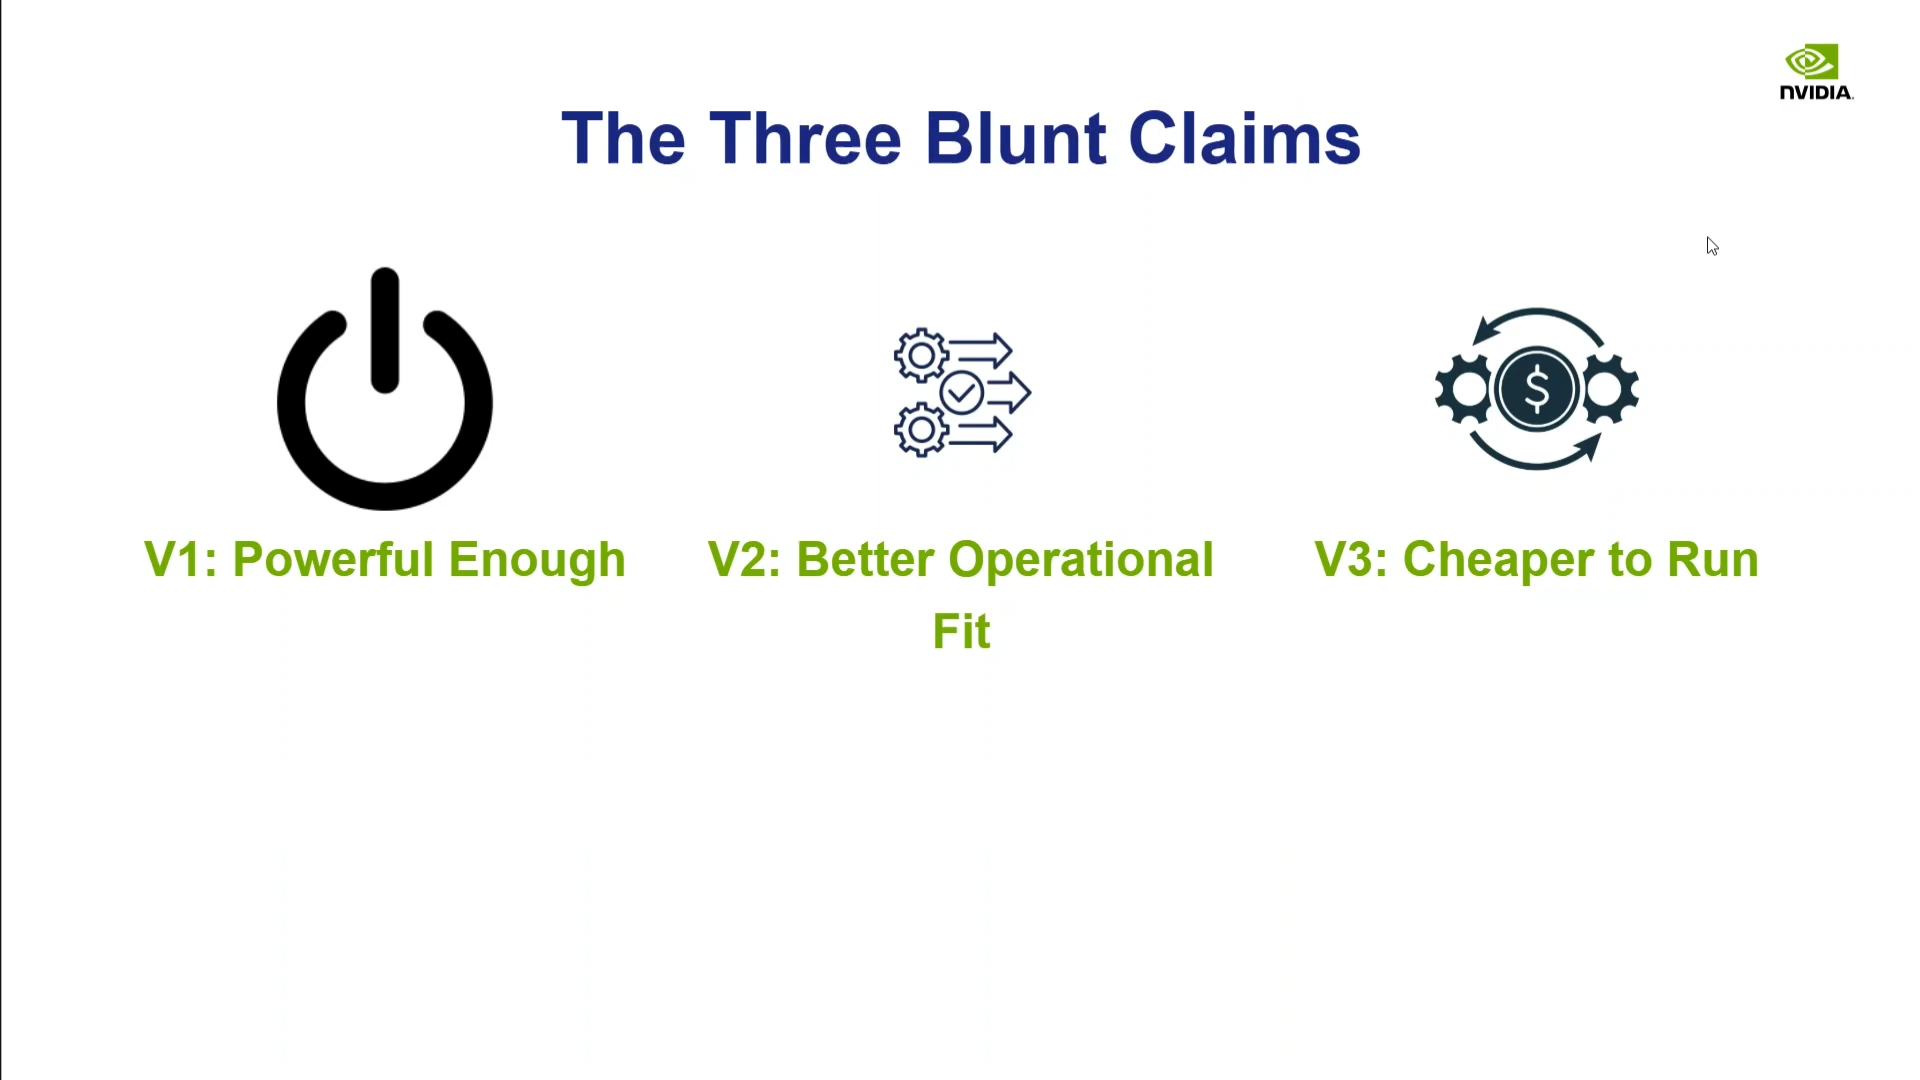 NVIDIA.
The Three Blunt Claims
$
V1: Powerful Enough
V2: Better Operational
Fit
V3: Cheaper to Run